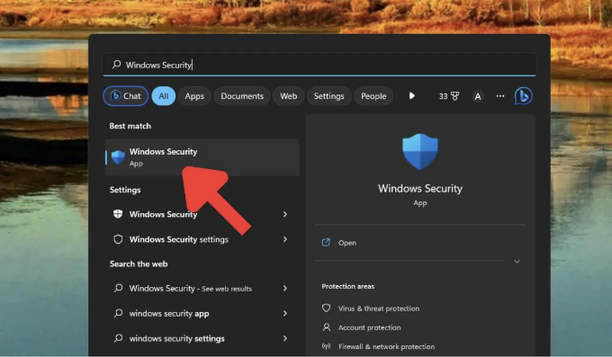 Windows Security
Chat All Apps Documents Web Settings People 33 A ...
Best match
Windows Security
App
Settings
Windows Security
Windows Security settings
Search the web
Windows Security - See web results
windows security app
windows security settings
Windows Security
App
Open
Protection areas
Virus & threat protection
Account protection
Firewall & network protection